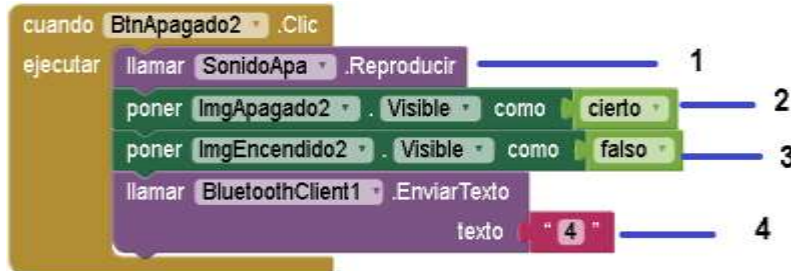 cuando BtnApagado2 .Clic
ejecutar llamar SonidoApa .Reproducir 1
poner ImgApagado2 . Visible como cierto 2
poner ImgEncendido2 . Visible como falso 3
llamar BluetoothClient1 .EnviarTexto
texto " 4 " 4